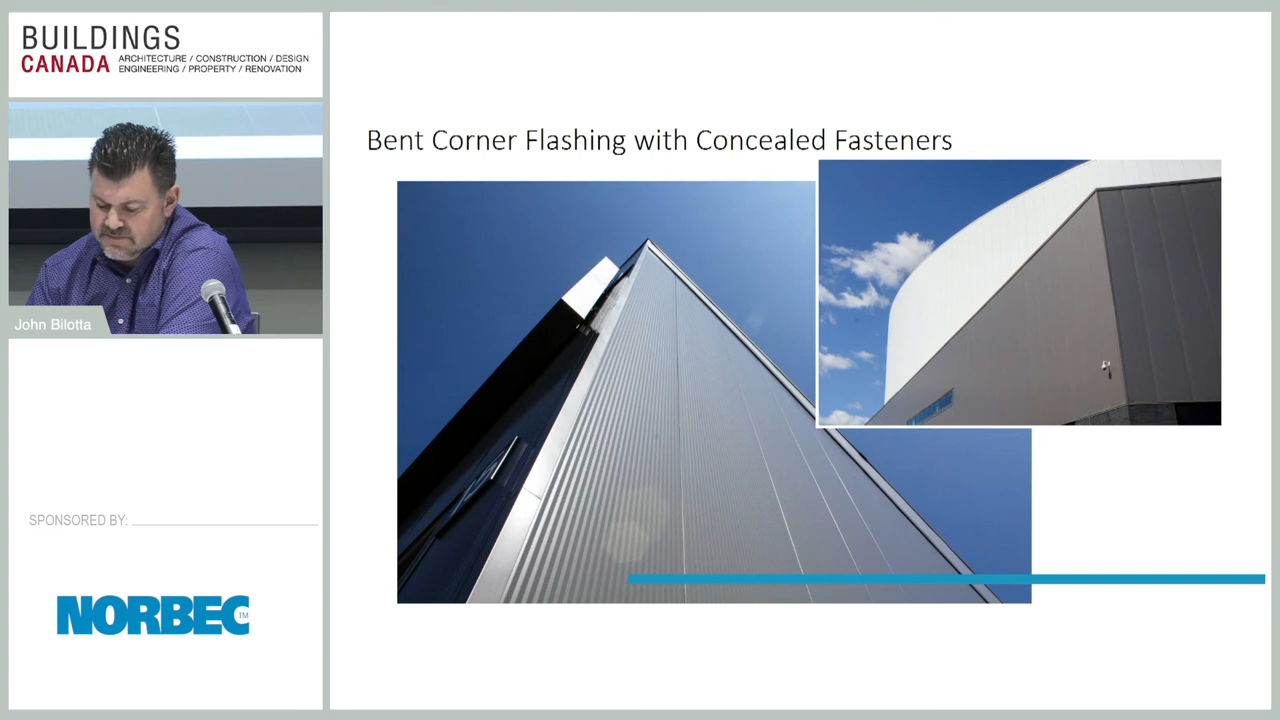 BUILDINGS
CANADA
ARCHITECTURE / CONSTRUCTION / DESIGN
ENGINEERING / PROPERTY / RENOVATION
John Bilotta
Bent Corner Flashing with Concealed Fasteners
SPONSORED BY:
NORBEC TM